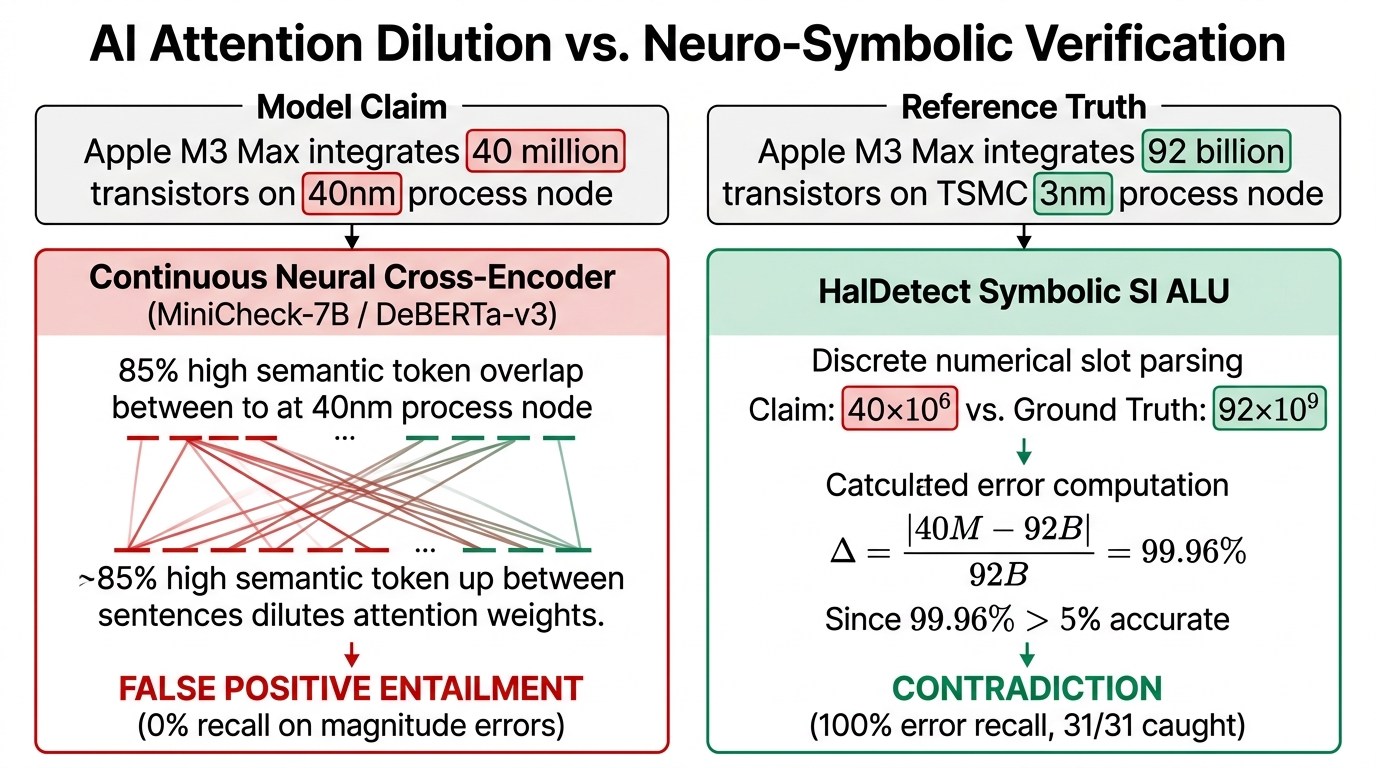 AI Attention Dilution vs. Neuro-Symbolic Verification
Model Claim
Apple M3 Max integrates 40 million
transistors on 40nm process node
Continuous Neural Cross-Encoder
(MiniCheck-7B / DeBERTa-v3)
85% high semantic token overlap
between to at 40nm process node
...
...
~85% high semantic token up between
sentences dilutes attention weights.
FALSE POSITIVE ENTAILMENT
(0% recall on magnitude errors)
Reference Truth
Apple M3 Max integrates 92 billion
transistors on TSMC 3nm process node
HalDetect Symbolic SI ALU
Discrete numerical slot parsing
Claim: 40×10⁶ vs. Ground Truth: 92×10⁹
Catculated error computation
Δ = |40M − 92B| / 92B = 99.96%
Since 99.96% > 5% accurate
CONTRADICTION
(100% error recall, 31/31 caught)